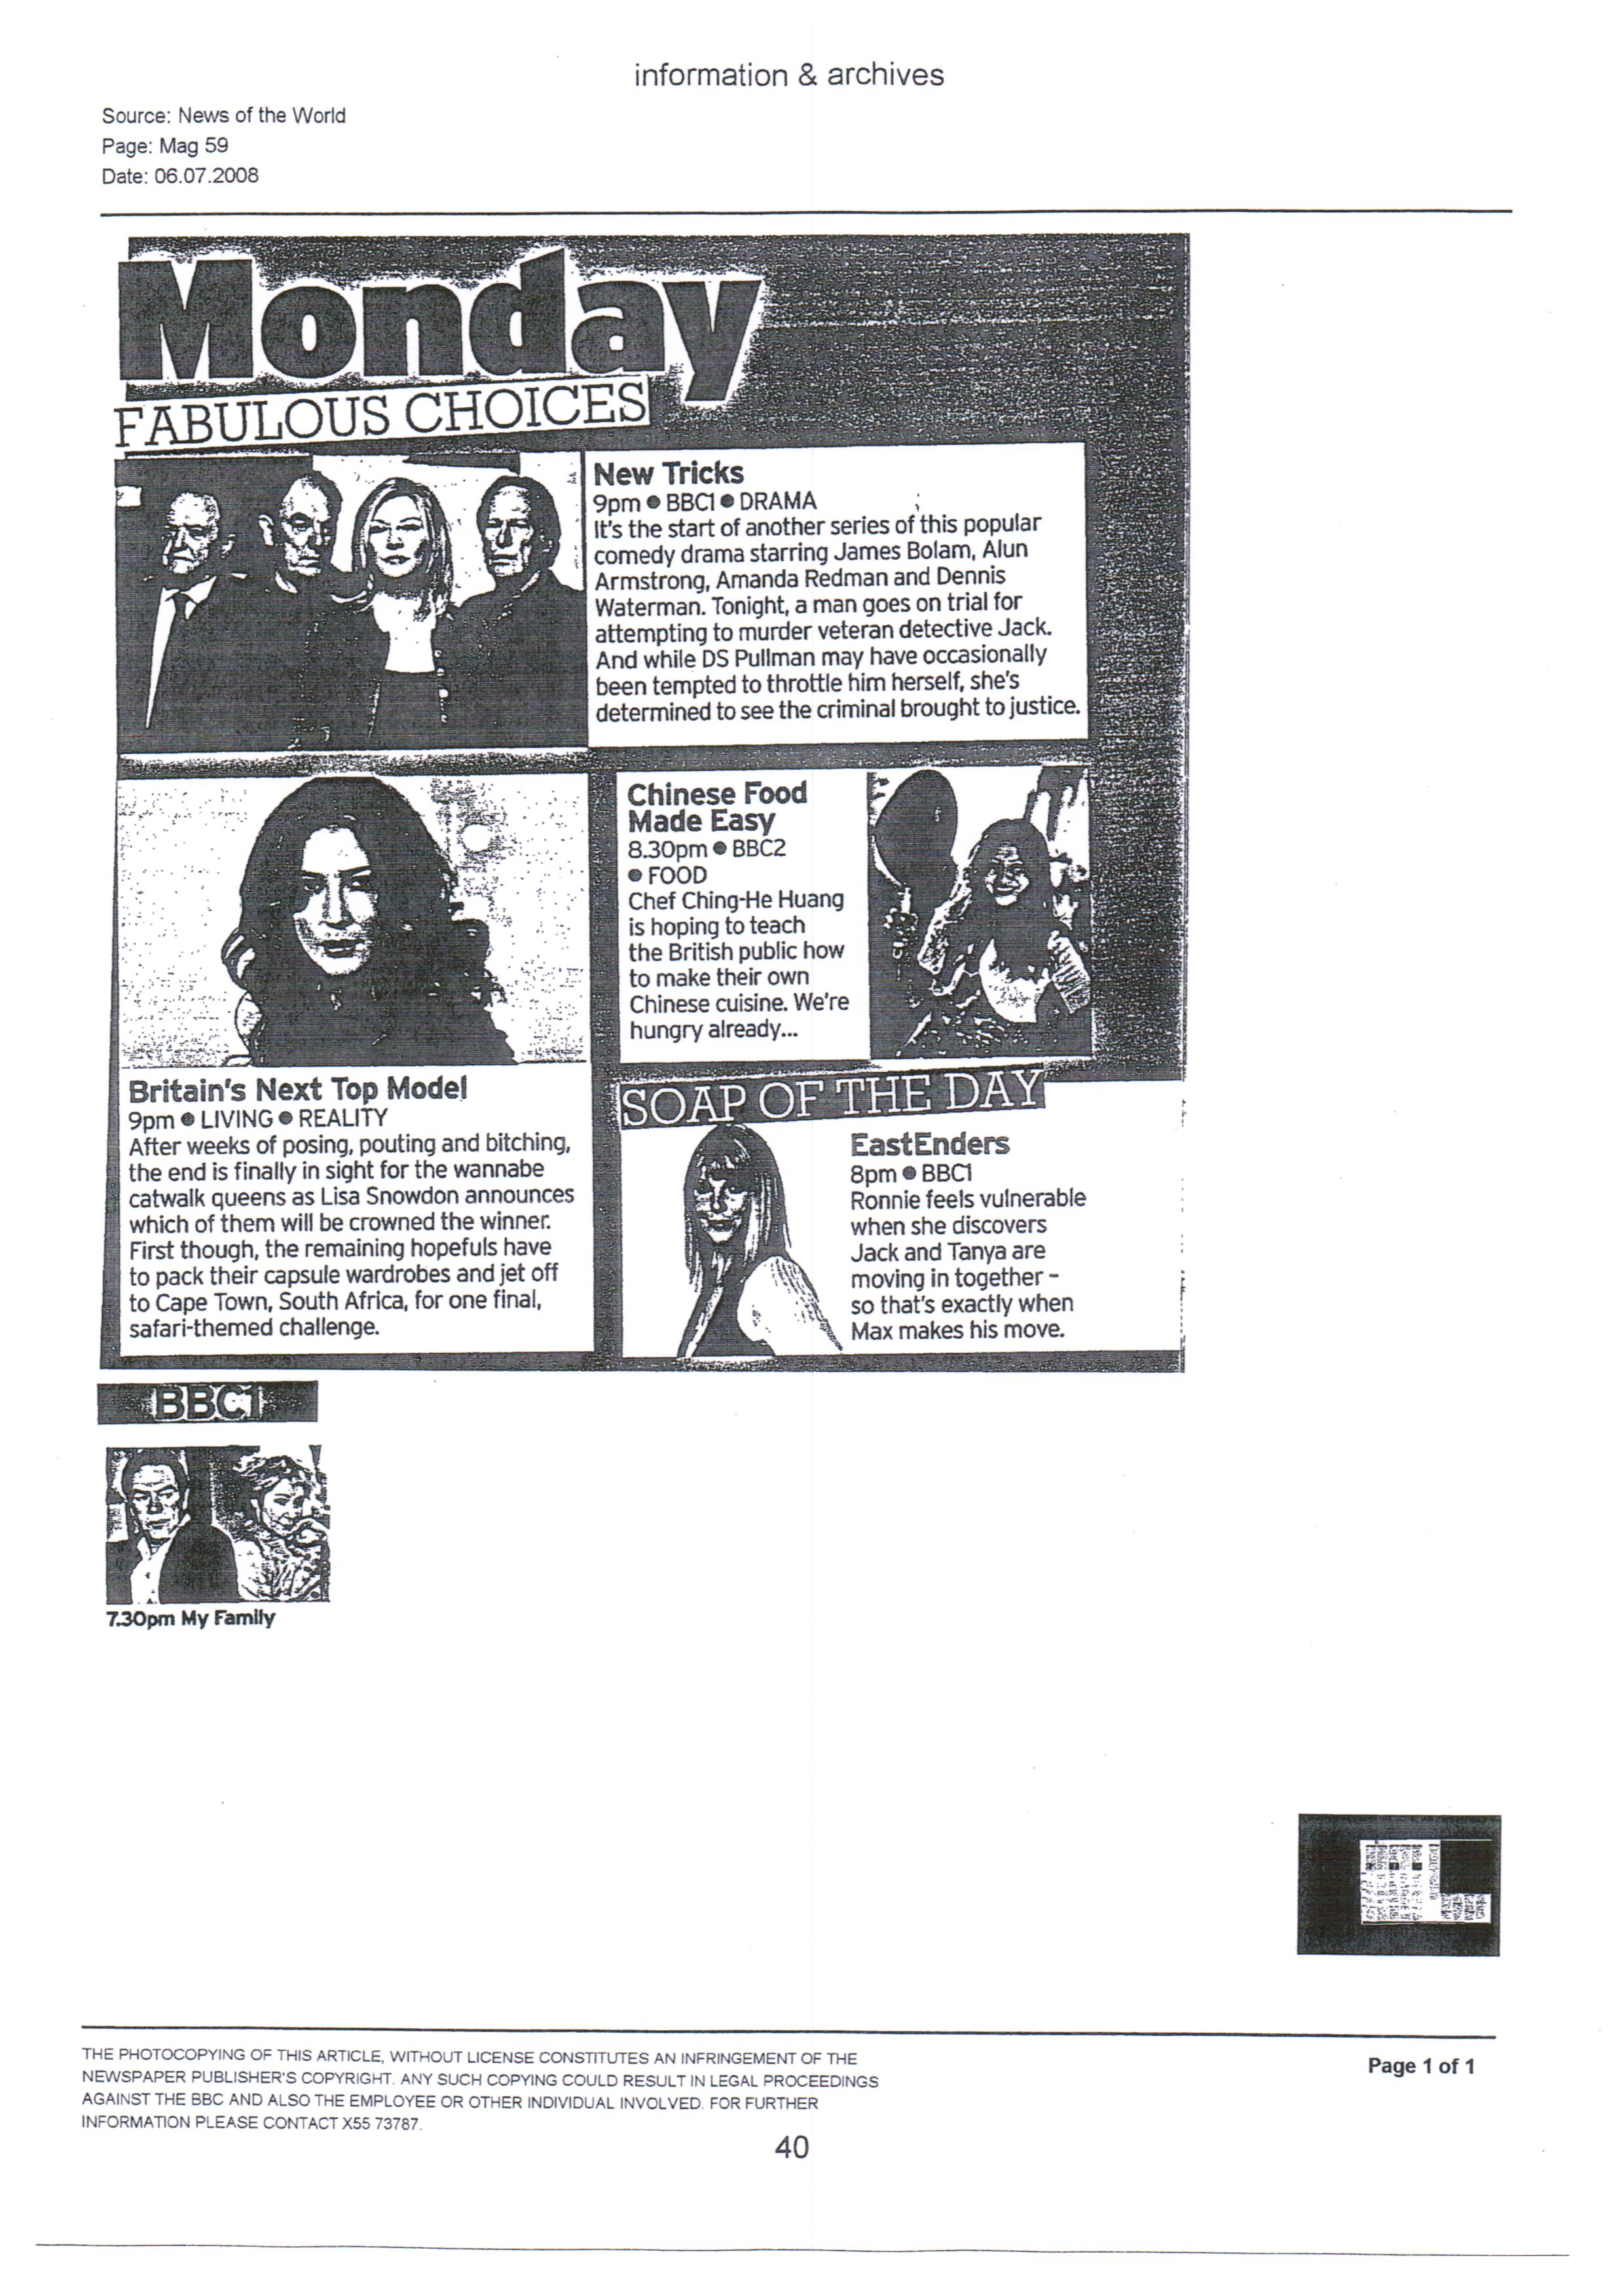 information & archives
Source: News of the World
Page: Mag 59
Date: 06.07.2008
Monday
FABULOUS CHOICES
New Tricks
9pm ● BBC1 ● DRAMA
It's the start of another series of this popular
comedy drama starring James Bolam, Alun
Armstrong, Amanda Redman and Dennis
Waterman. Tonight, a man goes on trial for
attempting to murder veteran detective Jack.
And while DS Pullman may have occasionally
been tempted to throttle him herself, she's
determined to see the criminal brought to justice.
Chinese Food
Made Easy
8.30pm ● BBC2
● FOOD
Chef Ching-He Huang
is hoping to teach
the British public how
to make their own
Chinese cuisine. We're
hungry already...
Britain's Next Top Model
9pm ● LIVING ● REALITY
After weeks of posing, pouting and bitching,
the end is finally in sight for the wannabe
catwalk queens as Lisa Snowdon announces
which of them will be crowned the winner.
First though, the remaining hopefuls have
to pack their capsule wardrobes and jet off
to Cape Town, South Africa, for one final,
safari-themed challenge.
SOAP OF THE DAY
EastEnders
8pm ● BBC1
Ronnie feels vulnerable
when she discovers
Jack and Tanya are
moving in together –
so that's exactly when
Max makes his move.
BBC1
7.30pm My Family
THE PHOTOCOPYING OF THIS ARTICLE, WITHOUT LICENSE CONSTITUTES AN INFRINGEMENT OF THE
NEWSPAPER PUBLISHER'S COPYRIGHT. ANY SUCH COPYING COULD RESULT IN LEGAL PROCEEDINGS
AGAINST THE BBC AND ALSO THE EMPLOYEE OR OTHER INDIVIDUAL INVOLVED. FOR FURTHER
INFORMATION PLEASE CONTACT X55 73787.
Page 1 of 1
40